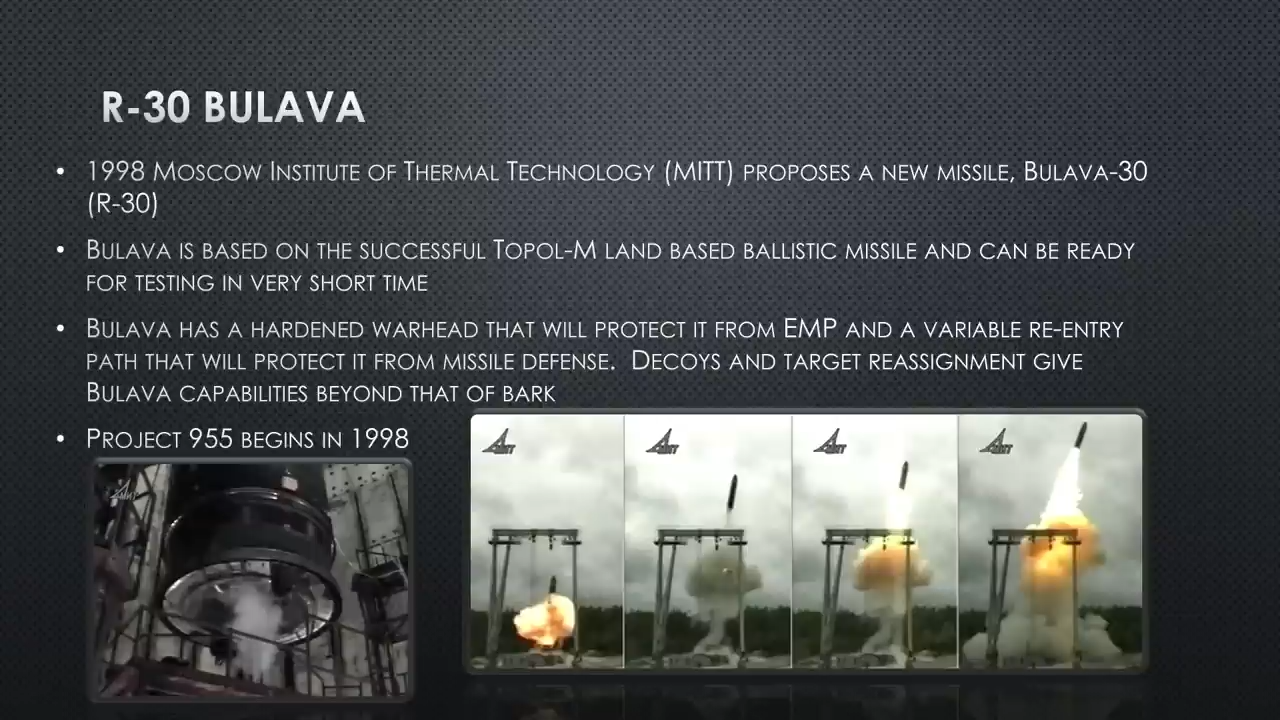 R-30 BULAVA
• 1998 Moscow Institute of Thermal Technology (MITT) proposes a new missile, Bulava-30
(R-30)
• Bulava is based on the successful Topol-M land based ballistic missile and can be ready
for testing in very short time
• Bulava has a hardened warhead that will protect it from EMP and a variable re-entry
path that will protect it from missile defense. Decoys and target reassignment give
Bulava capabilities beyond that of bark
• Project 955 begins in 1998